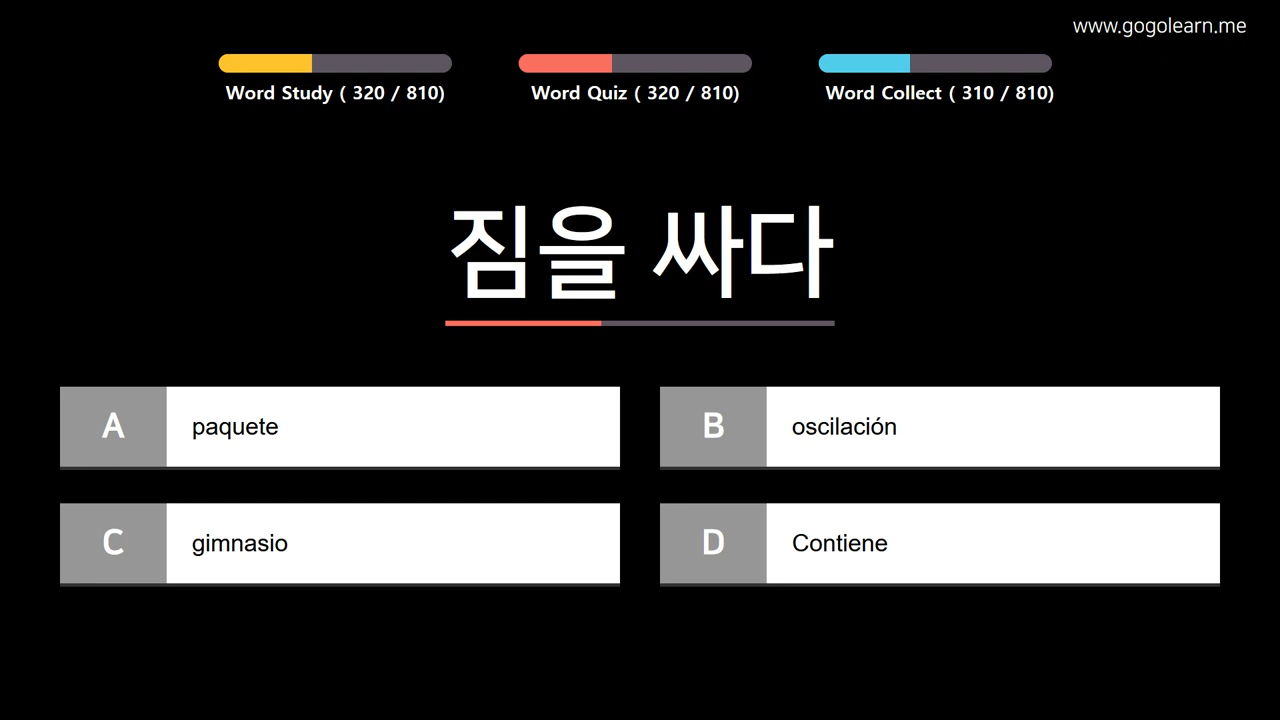 www.gogolearn.me
Word Study ( 320 / 810)
Word Quiz ( 320 / 810)
Word Collect ( 310 / 810)
짐을 싸다
A paquete
B oscilación
C gimnasio
D Contiene